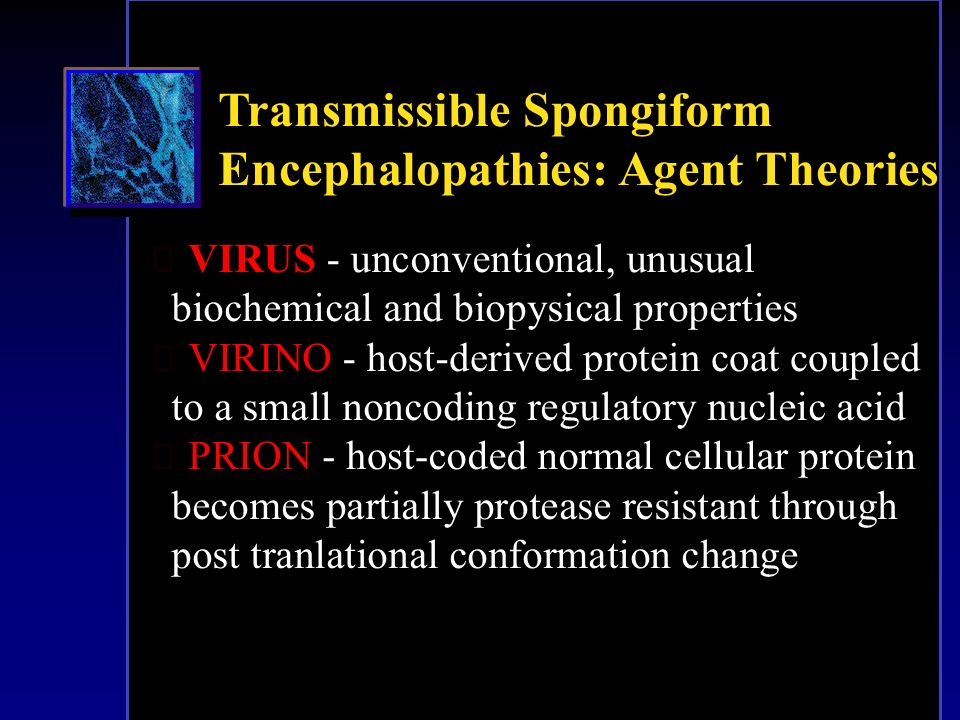 Transmissible Spongiform
Encephalopathies: Agent Theories
VIRUS - unconventional, unusual
biochemical and biopysical properties
VIRINO - host-derived protein coat coupled
to a small noncoding regulatory nucleic acid
PRION - host-coded normal cellular protein
becomes partially protease resistant through
post tranlational conformation change